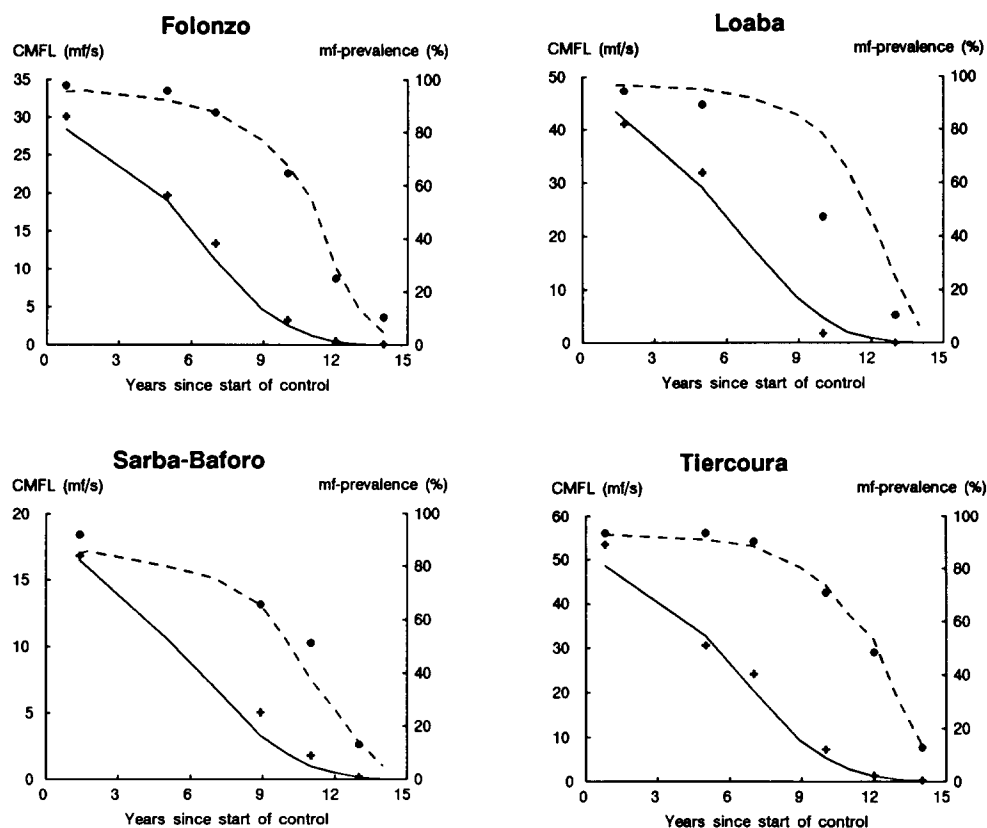 Folonzo
CMFL (mf/s) mf-prevalence (%)
35 100
30 80
25
20 60
15 40
10
5 20
0 0
0 3 6 9 12 15
Years since start of control
Loaba
CMFL (mf/s) mf-prevalence (%)
50 100
40 80
30 60
20 40
10 20
0 0
0 3 6 9 12 15
Years since start of control
Sarba-Baforo
CMFL (mf/s) mf-prevalence (%)
20 100
15 80
60
10 40
5 20
0 0
0 3 6 9 12 15
Years since start of control
Tiercoura
CMFL (mf/s) mf-prevalence (%)
60 100
50 80
40 60
30
20 40
10 20
0 0
0 3 6 9 12 15
Years since start of control